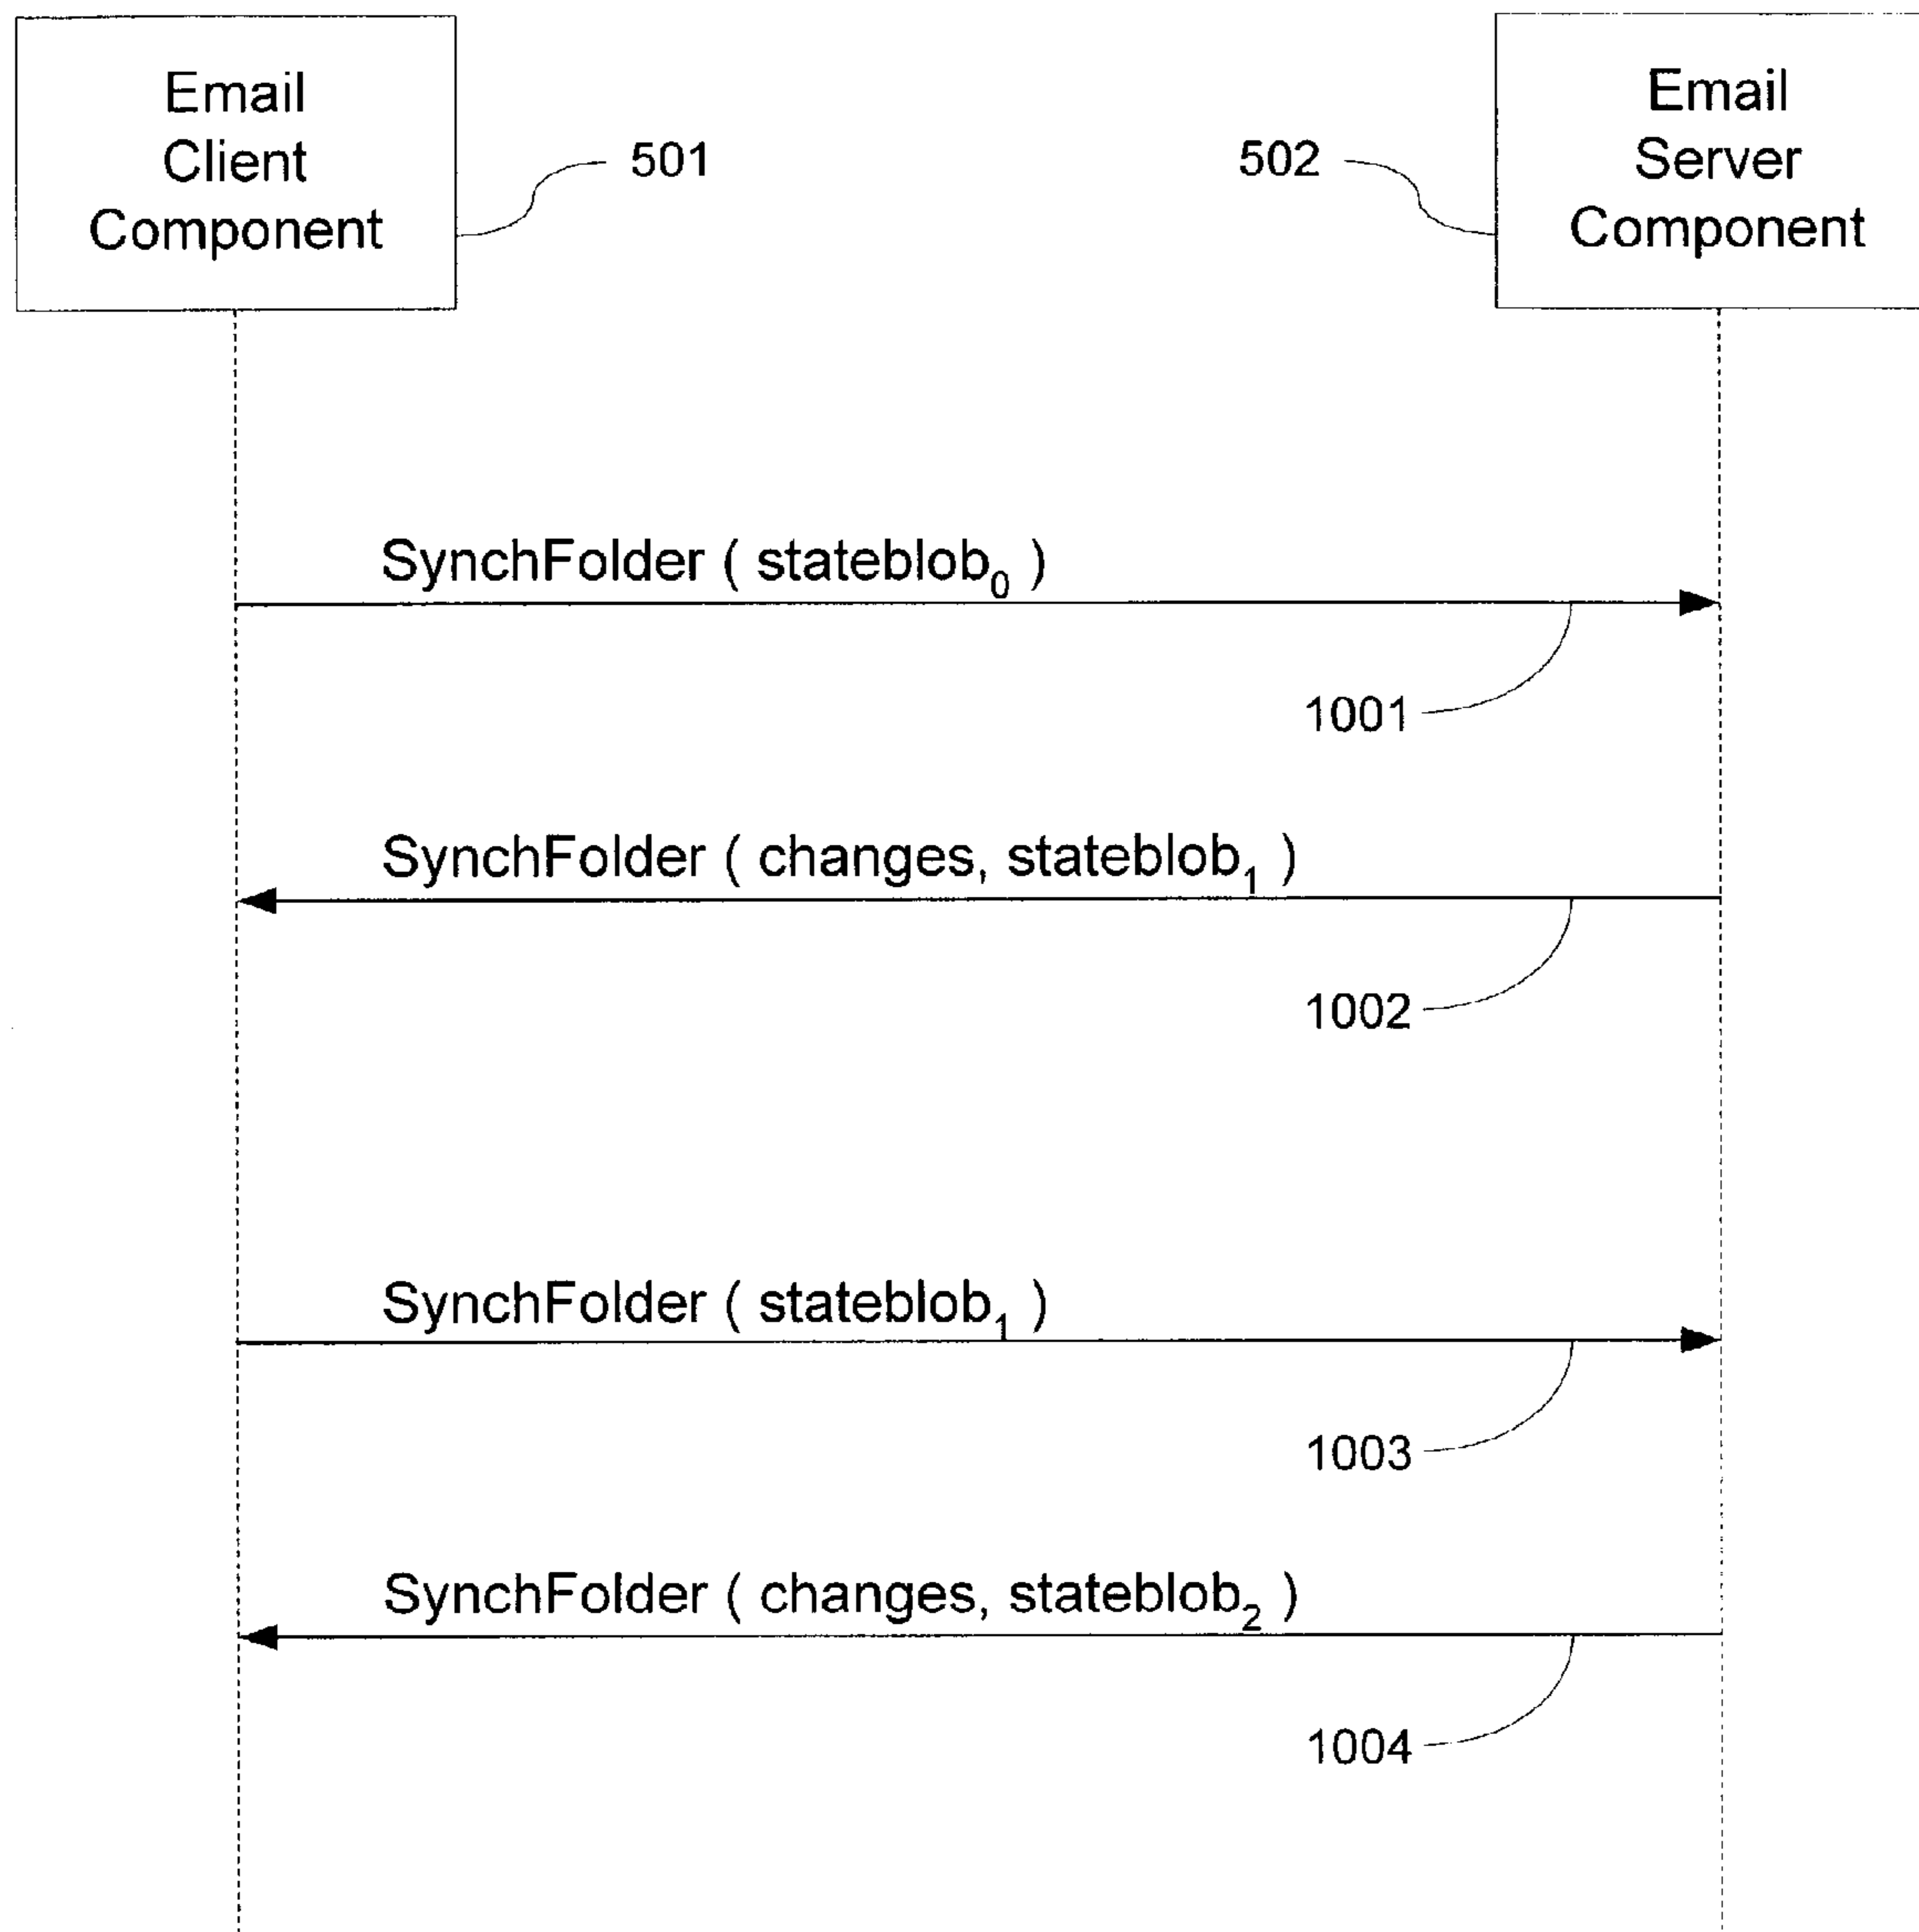 Email
Client
Component
501
502
Email
Server
Component
SynchFolder ( stateblob₀ )
1001
SynchFolder ( changes, stateblob₁ )
1002
SynchFolder ( stateblob₁ )
1003
SynchFolder ( changes, stateblob₂ )
1004